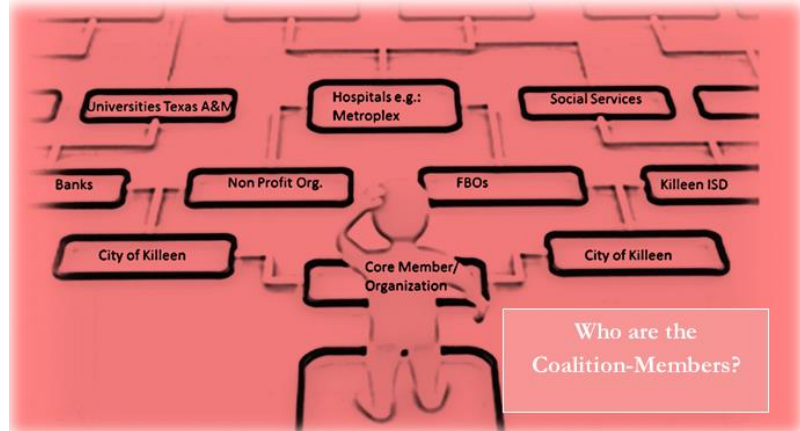 Universities Texas A&M
Hospitals e.g.:
Metroplex
Social Services
Banks
Non Profit Org.
FBOs
Killeen ISD
City of Killeen
Core Member/
Organization
City of Killeen
Who are the
Coalition-Members?